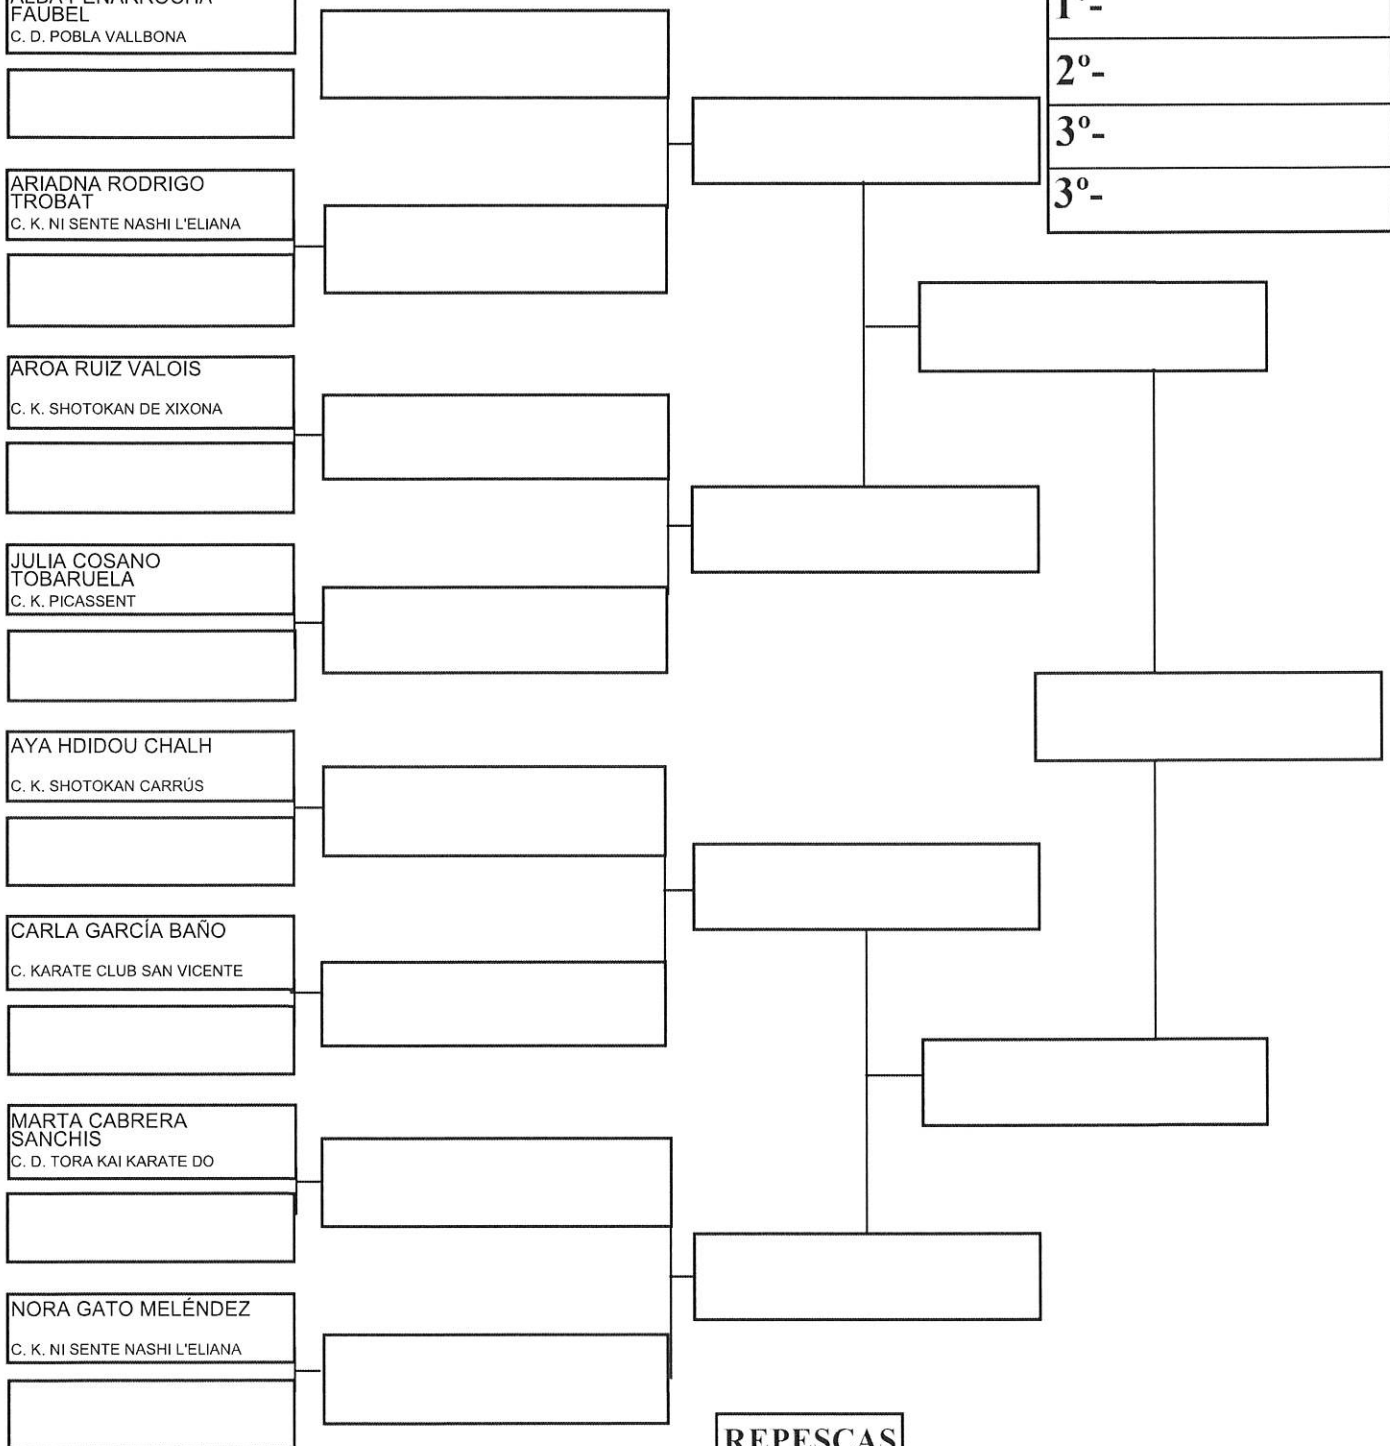 FAUBEL
C. D. POBLA VALLBONA
1º-
2º-
3º-
3º-
ARIADNA RODRIGO
TROBAT
C. K. NI SENTE NASHI L'ELIANA
AROA RUIZ VALOIS
C. K. SHOTOKAN DE XIXONA
JULIA COSANO
TOBARUELA
C. K. PICASSENT
AYA HDIDOU CHALH
C. K. SHOTOKAN CARRÚS
CARLA GARCÍA BAÑO
C. KARATE CLUB SAN VICENTE
MARTA CABRERA
SANCHIS
C. D. TORA KAI KARATE DO
NORA GATO MELÉNDEZ
C. K. NI SENTE NASHI L'ELIANA
REPESCAS